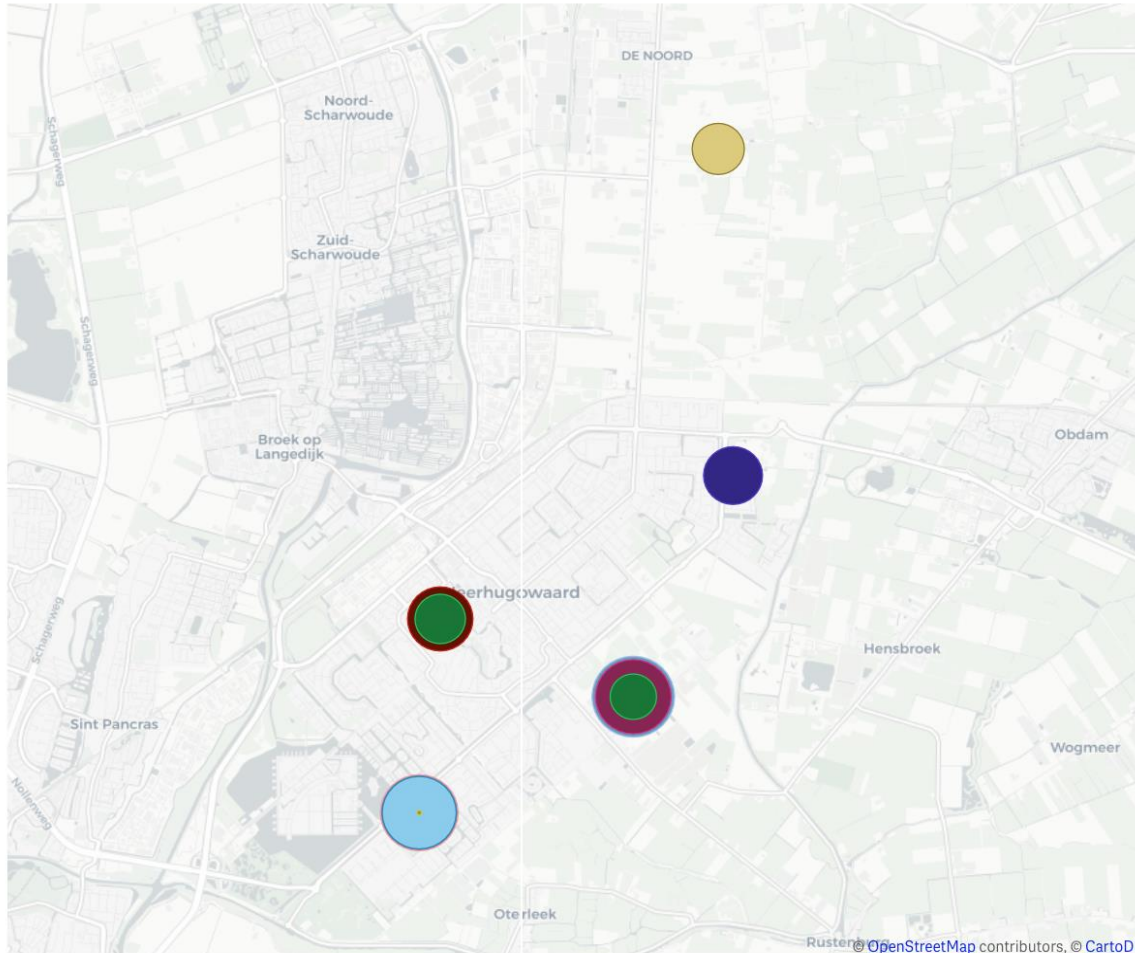 DE NOORD
Noord-
Scharwoude
Schagerweg
Zuid-
Scharwoude
Schagerweg
Broek op
Langedijk
Obdam
Heerhugowaard
Schagerweg
Hensbroek
Sint Pancras
Wogmeer
Nollenweg
Oterleek
Rustenburg
© OpenStreetMap contributors, © CartoD